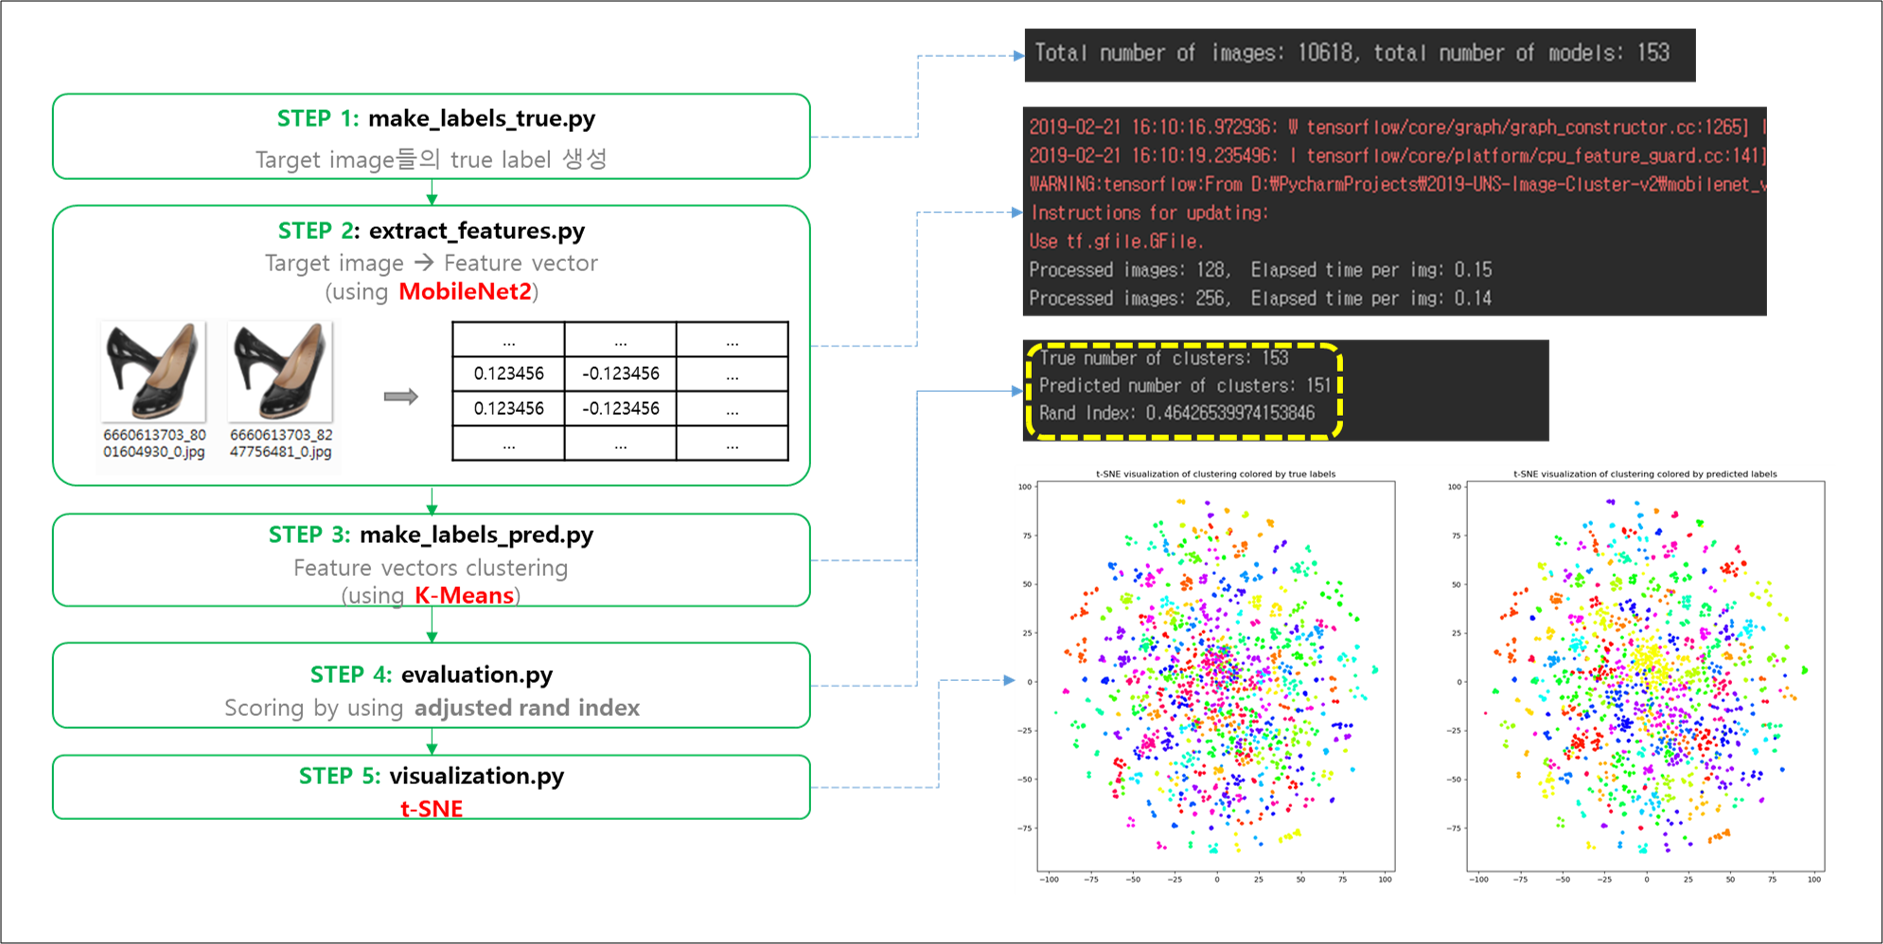 STEP 1: make_labels_true.py
Target image들의 true label 생성
STEP 2: extract_features.py
Target image → Feature vector
(using MobileNet2)
6660613703_80
01604930_0.jpg
6660613703_82
47756481_0.jpg
... ... ...
0.123456 -0.123456 ...
0.123456 -0.123456 ...
... ... ...
STEP 3: make_labels_pred.py
Feature vectors clustering
(using K-Means)
STEP 4: evaluation.py
Scoring by using adjusted rand index
STEP 5: visualization.py
t-SNE
Total number of images: 10618, total number of models: 153
2019-02-21 16:10:16.972936: W tensorflow/core/graph/graph_constructor.cc:1265]
2019-02-21 16:10:19.235496: I tensorflow/core/platform/cpu_feature_guard.cc:141]
WARNING:tensorflow:From D:₩PycharmProjects₩2019-UNS-Image-Cluster-v2₩mobilenet_v
Instructions for updating:
Use tf.gfile.GFile.
Processed images: 128, Elapsed time per img: 0.15
Processed images: 256, Elapsed time per img: 0.14
True number of clusters: 153
Predicted number of clusters: 151
Rand Index: 0.46426539974153846
t-SNE visualization of clustering colored by true labels
100
75
50
25
0
−25
−50
−75
−100 −75 −50 −25 0 25 50 75 100
t-SNE visualization of clustering colored by predicted labels
100
75
50
25
0
−25
−50
−75
−100 −75 −50 −25 0 25 50 75 100